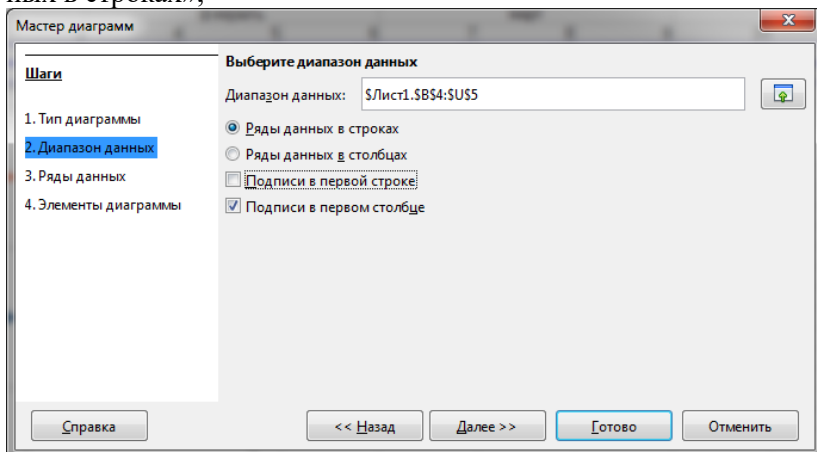 ных в строках»,
Мастер диаграмм
Шаги
1. Тип диаграммы
2. Диапазон данных
3. Ряды данных
4. Элементы диаграммы
Выберите диапазон данных
Диапазон данных: $Лист1.$B$4:$U$5
Ряды данных в строках
Ряды данных в столбцах
Подписи в первой строке
Подписи в первом столбце
Справка << Назад Далее >> Готово Отменить